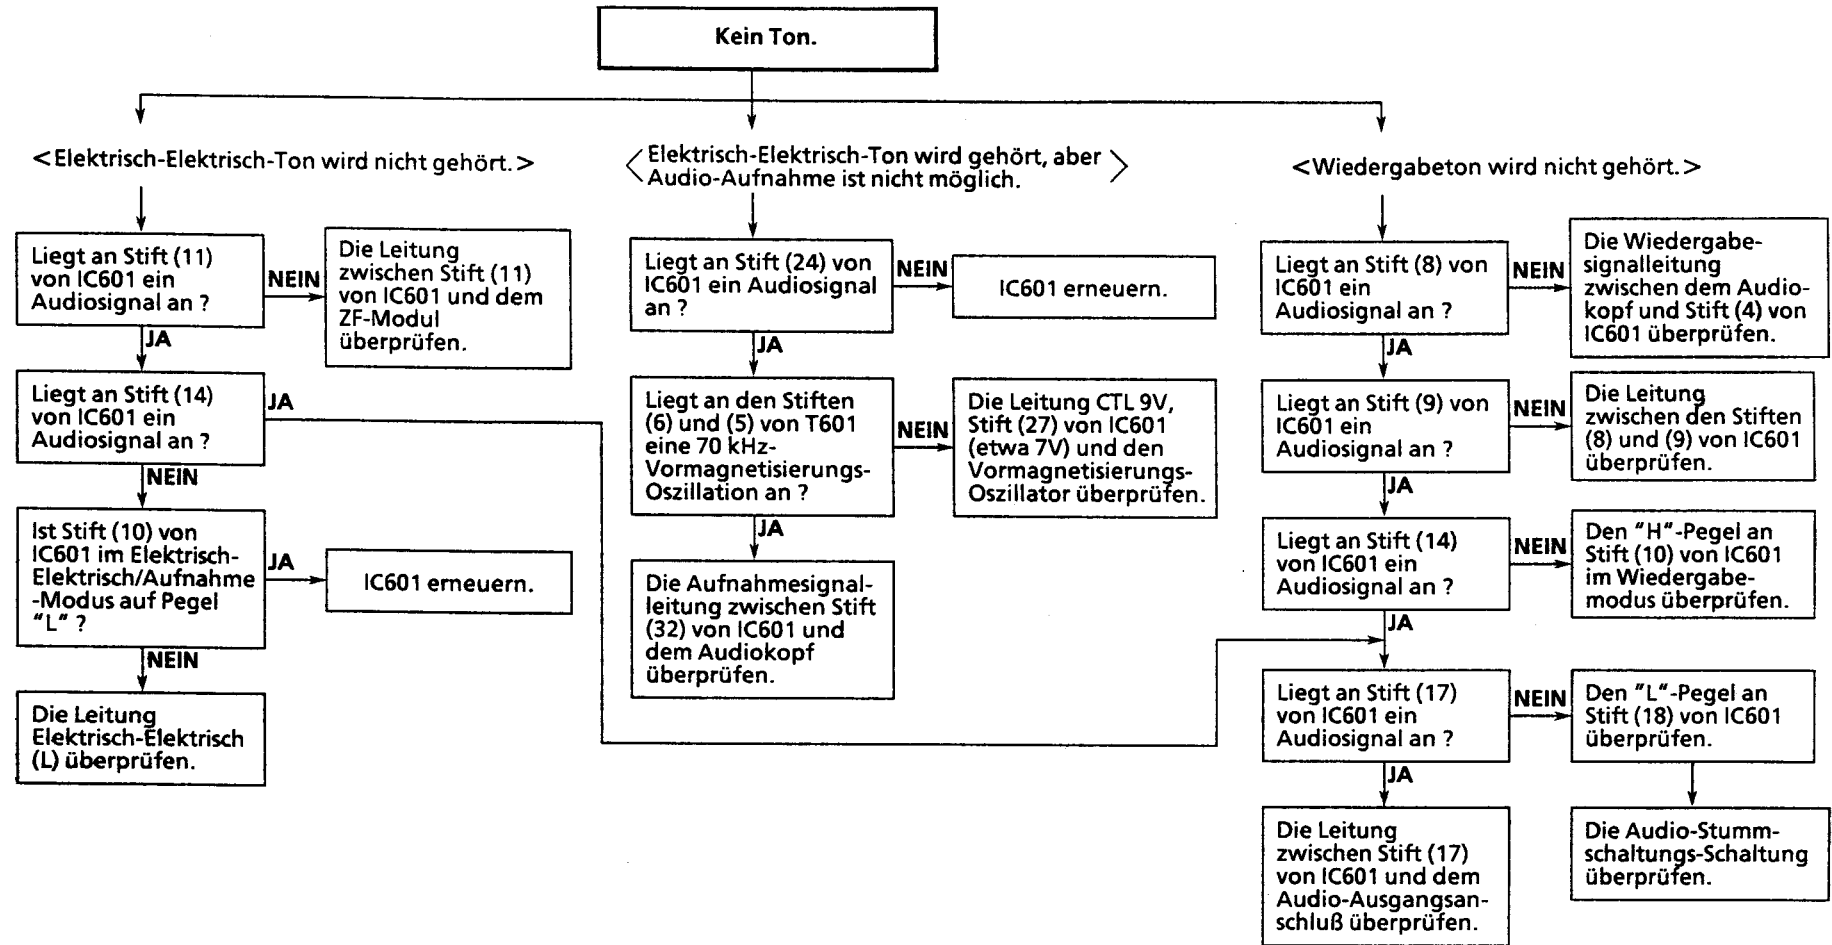 Kein Ton.
<Elektrisch-Elektrisch-Ton wird nicht gehört.>
Liegt an Stift (11)
von IC601 ein
Audiosignal an ?
NEIN
Die Leitung
zwischen Stift (11)
von IC601 und dem
ZF-Modul
überprüfen.
JA
Liegt an Stift (14)
von IC601 ein
Audiosignal an ?
JA
NEIN
Ist Stift (10) von
IC601 im Elektrisch-
Elektrisch/Aufnahme
-Modus auf Pegel
"L" ?
JA
IC601 erneuern.
NEIN
Die Leitung
Elektrisch-Elektrisch
(L) überprüfen.
Elektrisch-Elektrisch-Ton wird gehört, aber
Audio-Aufnahme ist nicht möglich.
Liegt an Stift (24) von
IC601 ein Audiosignal
an ?
NEIN
IC601 erneuern.
JA
Liegt an den Stiften
(6) und (5) von T601
eine 70 kHz-
Vormagnetisierungs-
Oszillation an ?
NEIN
Die Leitung CTL 9V,
Stift (27) von IC601
(etwa 7V) und den
Vormagnetisierungs-
Oszillator überprüfen.
JA
Die Aufnahmesignal-
leitung zwischen Stift
(32) von IC601 und
dem Audiokopf
überprüfen.
<Wiedergabeton wird nicht gehört.>
Liegt an Stift (8) von
IC601 ein
Audiosignal an ?
NEIN
Die Wiedergabe-
signalleitung
zwischen dem Audio-
kopf und Stift (4) von
IC601 überprüfen.
JA
Liegt an Stift (9) von
IC601 ein
Audiosignal an ?
NEIN
Die Leitung
zwischen den Stiften
(8) und (9) von IC601
überprüfen.
JA
Liegt an Stift (14)
von IC601 ein
Audiosignal an ?
NEIN
Den "H"-Pegel an
Stift (10) von IC601
im Wiedergabe-
modus überprüfen.
JA
Liegt an Stift (17)
von IC601 ein
Audiosignal an ?
NEIN
Den "L"-Pegel an
Stift (18) von IC601
überprüfen.
JA
Die Leitung
zwischen Stift (17)
von IC601 und dem
Audio-Ausgangsan-
schluß überprüfen.
Die Audio-Stumm-
schaltungs-Schaltung
überprüfen.